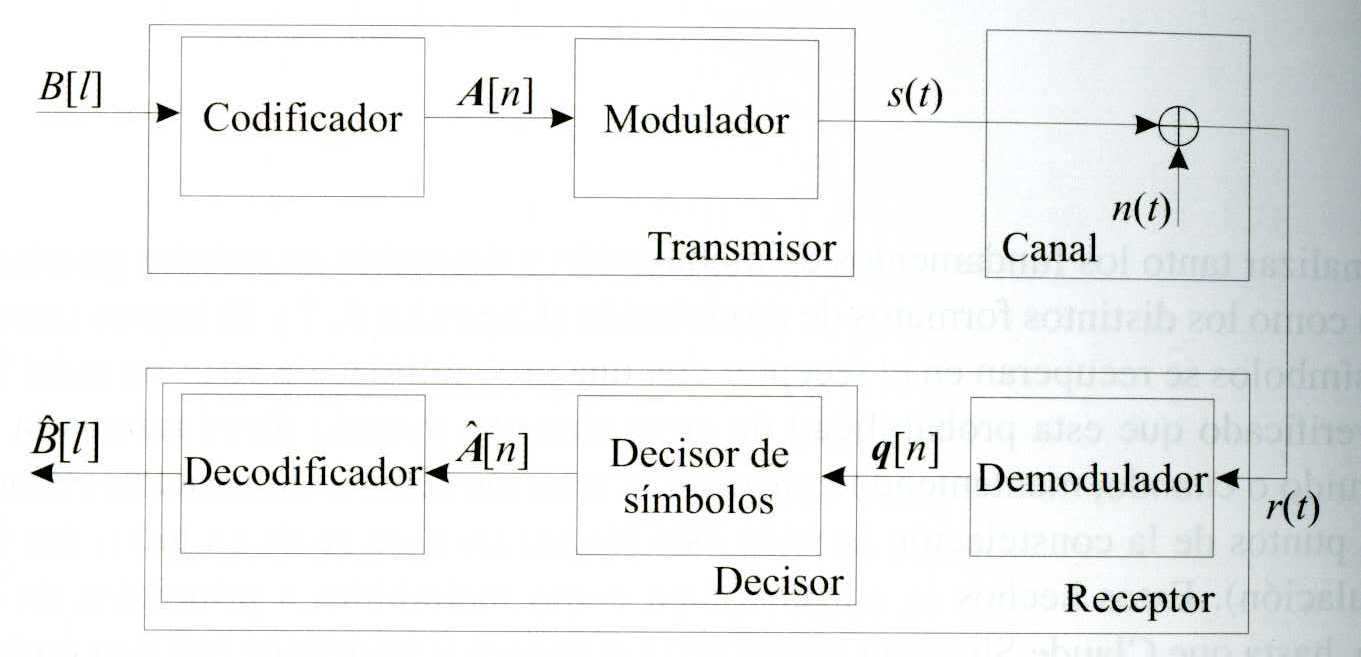 B[l]
Codificador
A[n]
Modulador
s(t)
n(t)
Transmisor
Canal
B̂[l]
Decodificador
Â[n]
Decisor de
símbolos
q[n]
Demodulador
r(t)
Decisor
Receptor